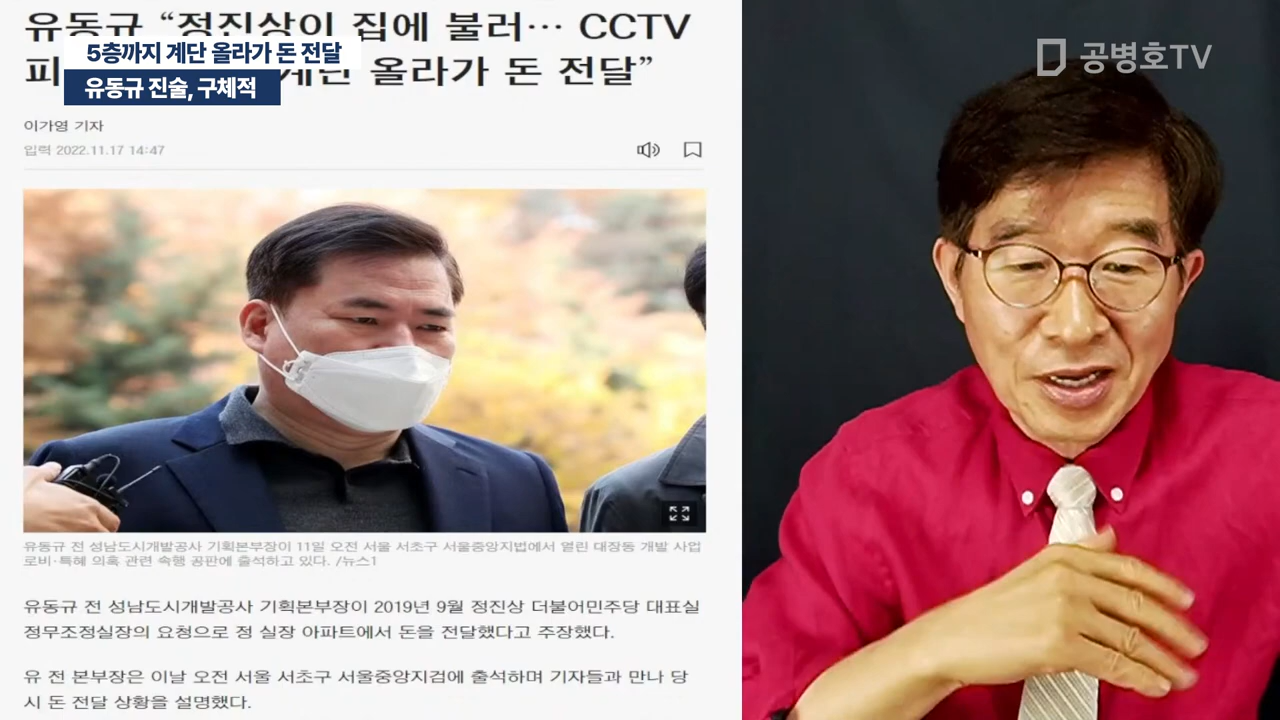 유동규 “정진상이 집에 불러… CCTV
5층까지 계단 올라가 돈 전달
피 계단 올라가 돈 전달”
유동규 진술, 구체적
공병호TV
이가영 기자
입력 2022.11.17 14:47
유동규 전 성남도시개발공사 기획본부장이 11일 오전 서울 서초구 서울중앙지법에서 열린 대장동 개발 사업
로비·특혜 의혹 관련 속행 공판에 출석하고 있다. /뉴스1
유동규 전 성남도시개발공사 기획본부장이 2019년 9월 정진상 더불어민주당 대표실
정무조정실장의 요청으로 정 실장 아파트에서 돈을 전달했다고 주장했다.
유 전 본부장은 이날 오전 서울 서초구 서울중앙지검에 출석하며 기자들과 만나 당
시 돈 전달 상황을 설명했다.